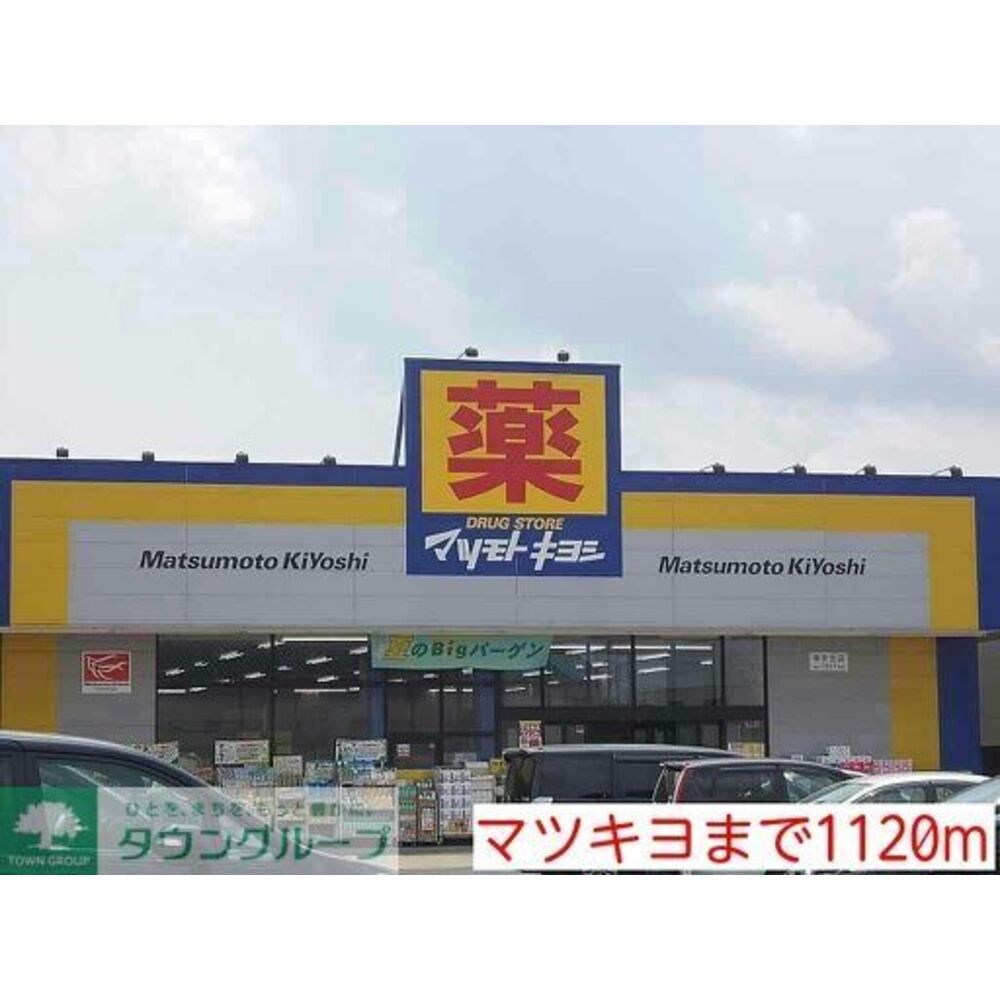 薬
DRUG STORE
マツモトキヨシ
Matsumoto KiYoshi
Matsumoto KiYoshi
夏のBigバーゲン
タウングループ
TOWN GROUP
マツキヨまで1120m